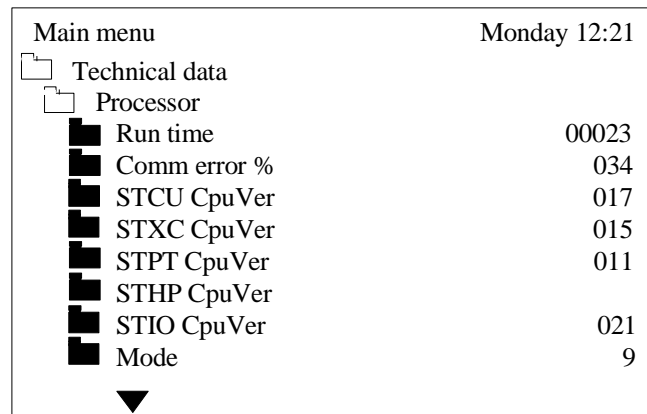 Main menu Monday 12:21
Technical data
Processor
Run time 00023
Comm error % 034
STCU CpuVer 017
STXC CpuVer 015
STPT CpuVer 011
STHP CpuVer
STIO CpuVer 021
Mode 9